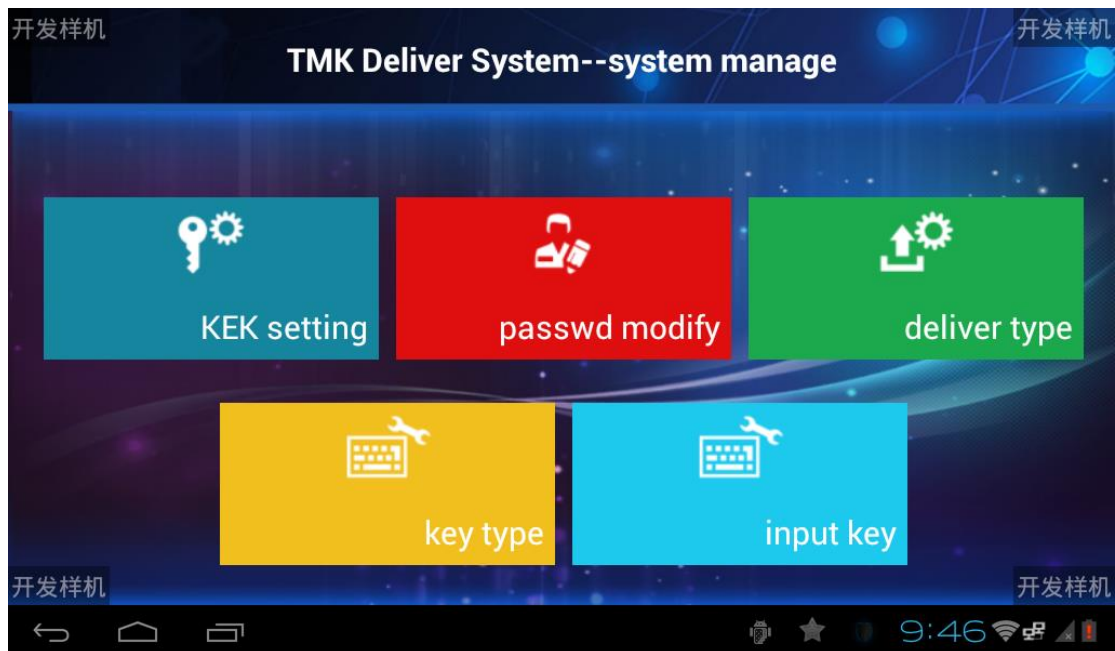 开发样机
开发样机
TMK Deliver System--system manage
KEK setting
passwd modify
deliver type
key type
input key
开发样机
开发样机
9:46